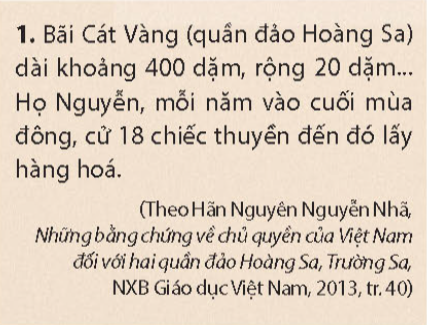 1. Bãi Cát Vàng (quần đảo Hoàng Sa)
dài khoảng 400 dặm, rộng 20 dặm...
Họ Nguyễn, mỗi năm vào cuối mùa
đông, cử 18 chiếc thuyền đến đó lấy
hàng hoá.
(Theo Hãn Nguyên Nguyễn Nhã,
Những bằng chứng về chủ quyền của Việt Nam
đối với hai quần đảo Hoàng Sa, Trường Sa,
NXB Giáo dục Việt Nam, 2013, tr. 40)